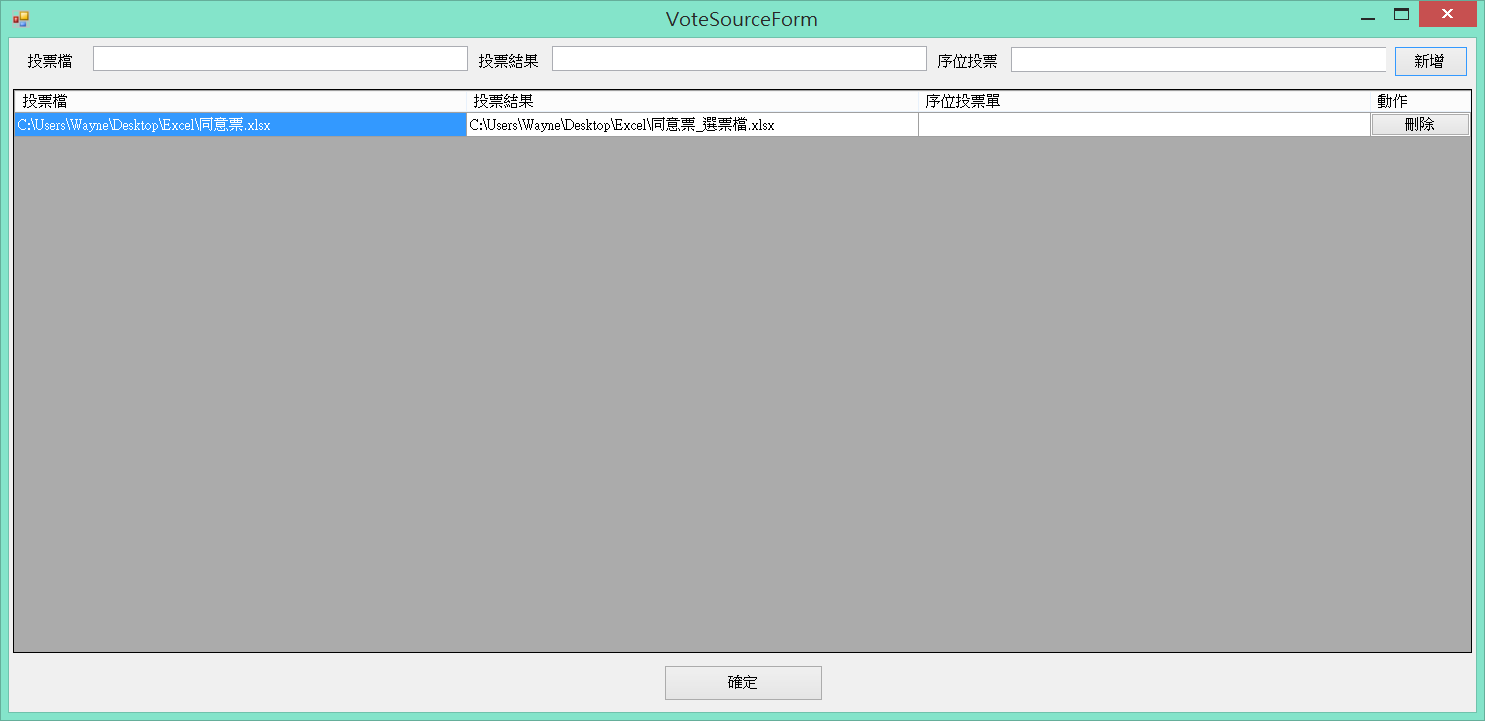 VoteSourceForm
投票檔 投票結果 序位投票 新增
投票檔 投票結果 序位投票單 動作
C:\Users\Wayne\Desktop\Excel\同意票.xlsx C:\Users\Wayne\Desktop\Excel\同意票_選票檔.xlsx 刪除
確定